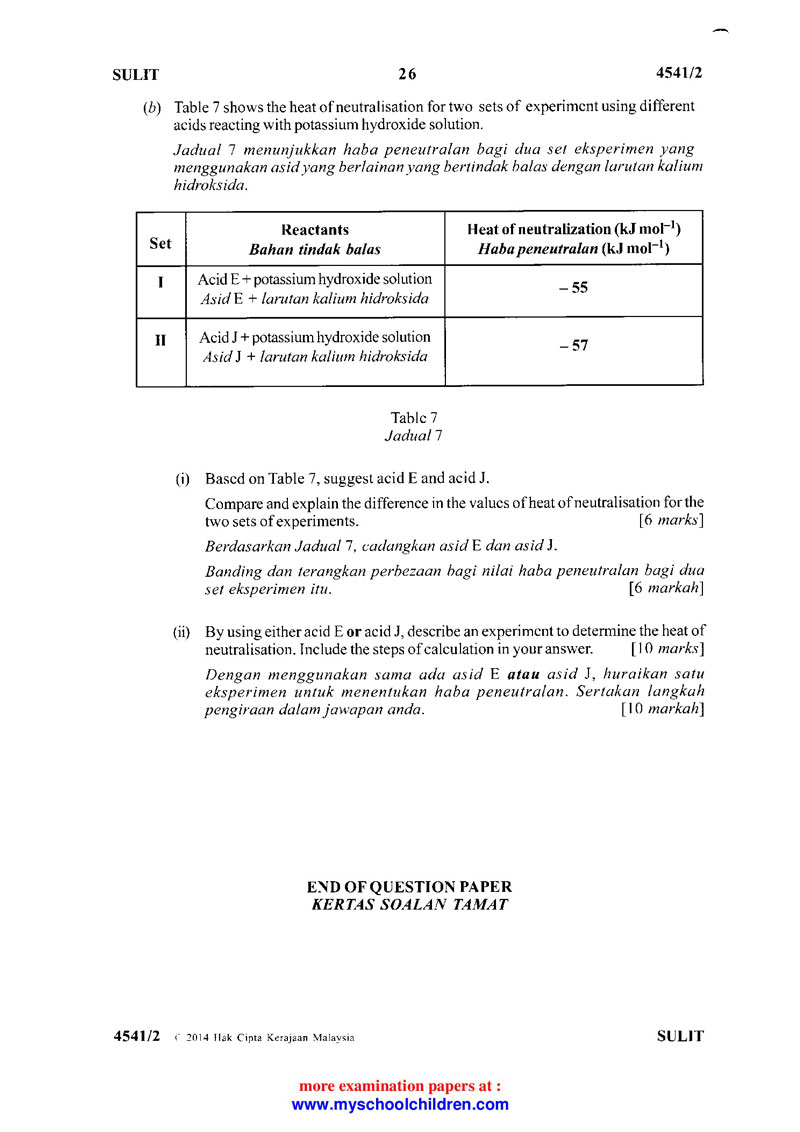 SULIT 26 4541/2
(b) Table 7 shows the heat of neutralisation for two sets of experiment using different
acids reacting with potassium hydroxide solution.
Jadual 7 menunjukkan haba peneutralan bagi dua set eksperimen yang
menggunakan asid yang berlainan yang bertindak balas dengan larutan kalium
hidroksida.
Set
Reactants
Bahan tindak balas
Heat of neutralization (kJ mol⁻¹)
Haba peneutralan (kJ mol⁻¹)
I
Acid E + potassium hydroxide solution
Asid E + larutan kalium hidroksida
– 55
II
Acid J + potassium hydroxide solution
Asid J + larutan kalium hidroksida
– 57
Table 7
Jadual 7
(i) Based on Table 7, suggest acid E and acid J.
Compare and explain the difference in the values of heat of neutralisation for the
two sets of experiments. [6 marks]
Berdasarkan Jadual 7, cadangkan asid E dan asid J.
Banding dan terangkan perbezaan bagi nilai haba peneutralan bagi dua
set eksperimen itu. [6 markah]
(ii) By using either acid E or acid J, describe an experiment to determine the heat of
neutralisation. Include the steps of calculation in your answer. [10 marks]
Dengan menggunakan sama ada asid E atau asid J, huraikan satu
eksperimen untuk menentukan haba peneutralan. Sertakan langkah
pengiraan dalam jawapan anda. [10 markah]
END OF QUESTION PAPER
KERTAS SOALAN TAMAT
4541/2 © 2014 Hak Cipta Kerajaan Malaysia SULIT
more examination papers at :
www.myschoolchildren.com